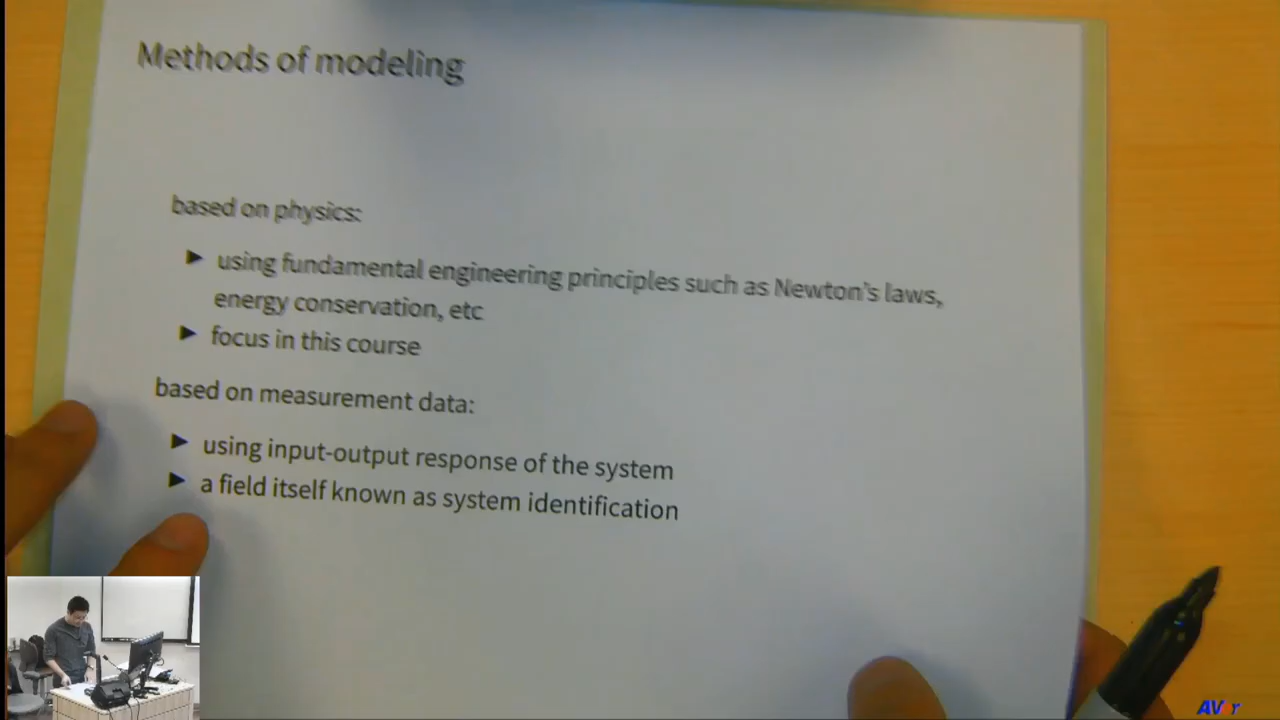 Methods of modeling
based on physics:
▶ using fundamental engineering principles such as Newton's laws,
energy conservation, etc
▶ focus in this course
based on measurement data:
▶ using input-output response of the system
▶ a field itself known as system identification
AVer